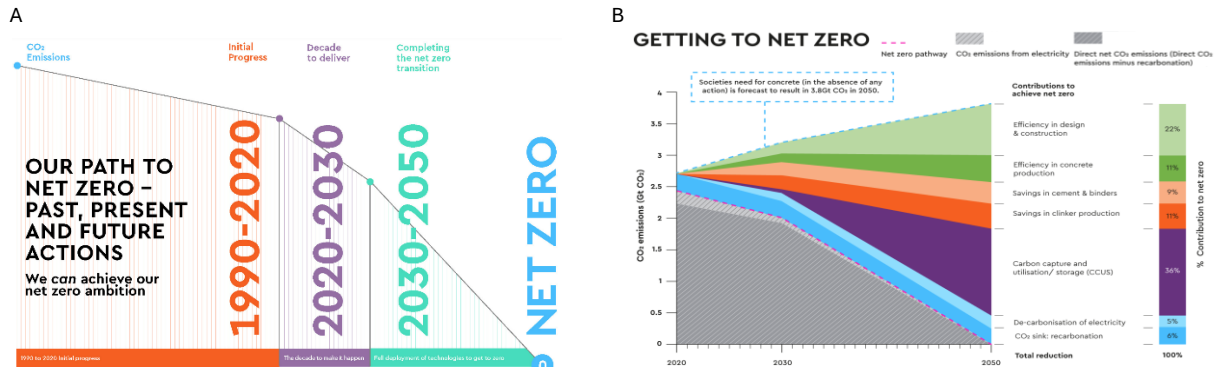 A
CO₂
Emissions
Initial
Progress
Decade
to deliver
Completing
the net zero
transition
OUR PATH TO
NET ZERO –
PAST, PRESENT
AND FUTURE
ACTIONS
We can achieve our
net zero ambition
1990-2020
2020-2030
2030-2050
NET ZERO
1990 to 2020 Initial progress
The decade to make it happen
Full deployment of technologies to get to zero
B
GETTING TO NET ZERO
Net zero pathway
CO₂ emissions from electricity
Direct net CO₂ emissions (Direct CO₂
emissions minus recarbonation)
Societies need for concrete (in the absence of any
action) is forecast to result in 3.8Gt CO₂ in 2050.
Contributions to
achieve net zero
CO₂ emissions (Gt CO₂)
4
3.5
3
2.5
2
1.5
1
0.5
0
2020
2030
2050
Efficiency in design
& construction
22%
Efficiency in concrete
production
11%
Savings in cement & binders
9%
Savings in clinker production
11%
Carbon capture and
utilisation/ storage (CCUS)
36%
De-carbonisation of electricity
5%
CO₂ sink: recarbonation
6%
Total reduction
100%
% Contribution to net zero